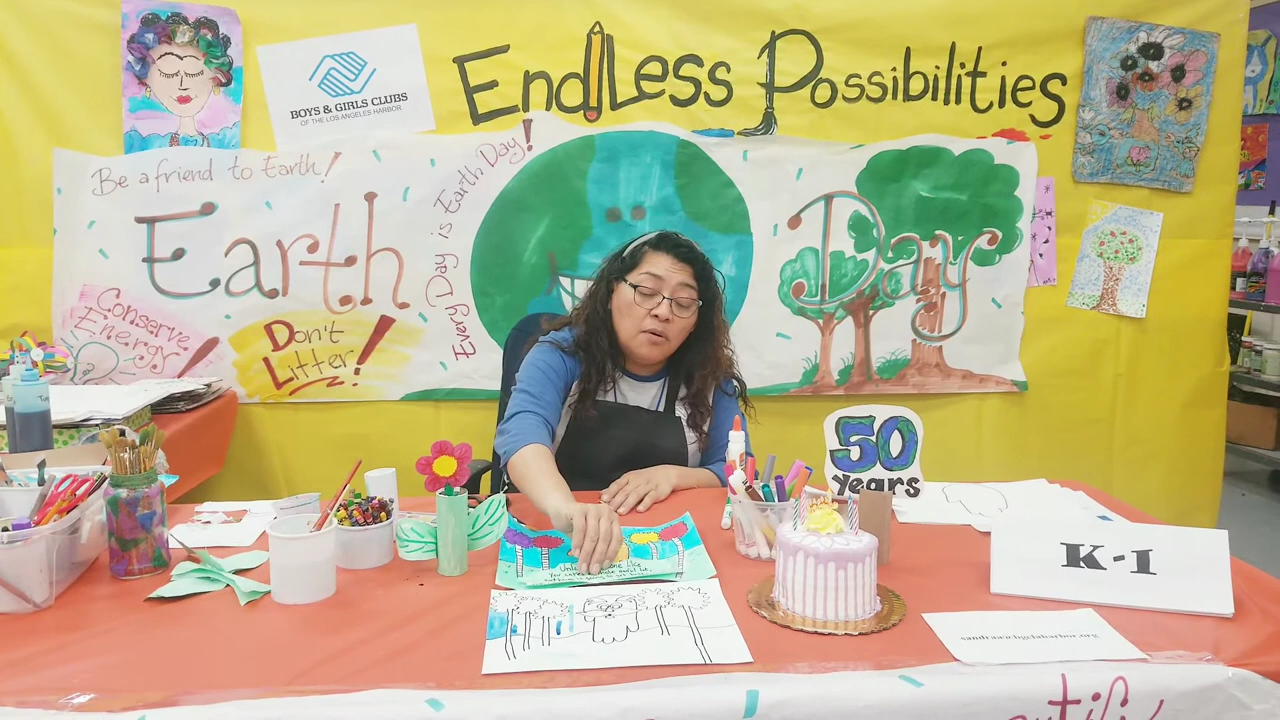 BOYS & GIRLS CLUBS
OF THE LOS ANGELES HARBOR
Endless Possibilities
Be a friend to Earth!
Earth Day
Every Day is Earth Day!
Conserve
Energy!
Don't
Litter!
50
years
K-1